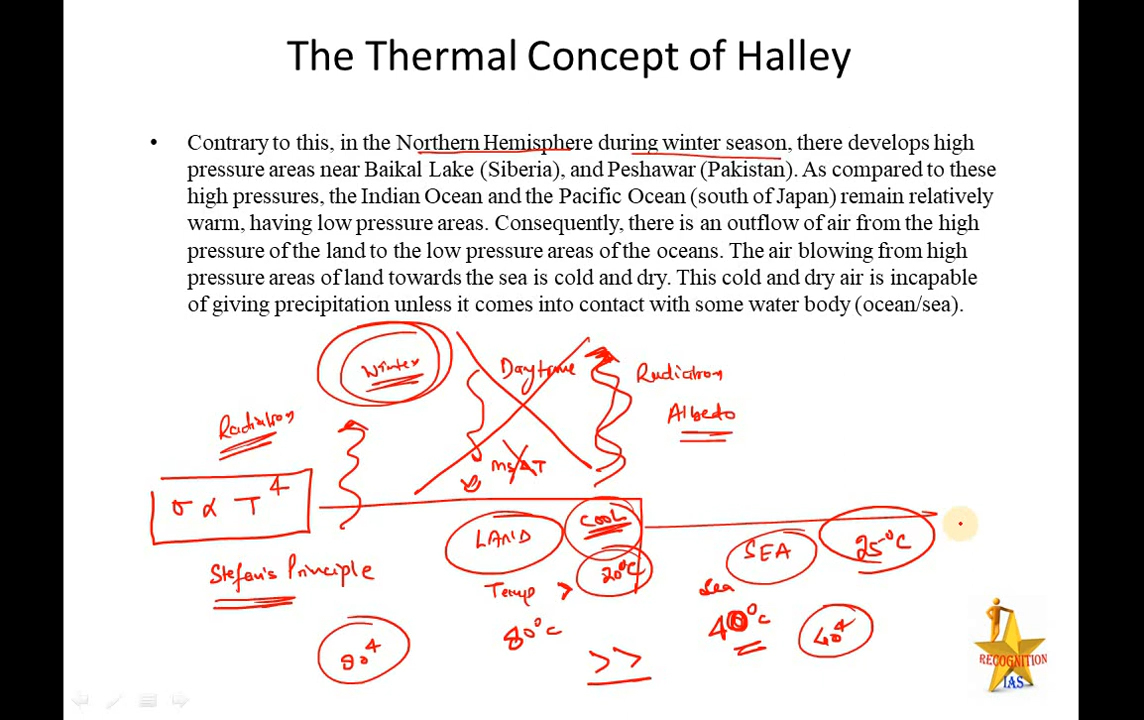 The Thermal Concept of Halley
• Contrary to this, in the Northern Hemisphere during winter season, there develops high
pressure areas near Baikal Lake (Siberia), and Peshawar (Pakistan). As compared to these
high pressures, the Indian Ocean and the Pacific Ocean (south of Japan) remain relatively
warm, having low pressure areas. Consequently, there is an outflow of air from the high
pressure of the land to the low pressure areas of the oceans. The air blowing from high
pressure areas of land towards the sea is cold and dry. This cold and dry air is incapable
of giving precipitation unless it comes into contact with some water body (ocean/sea).
Winter
Daytime
Radiation
Radiation
Albedo
σ ∝ T⁴
LAND
COOL
SEA
25°C
Stefan's Principle
Temp >
20°C
Sea
80°C
40°C
80⁴
>>
40⁴
RECOGNITION
IAS